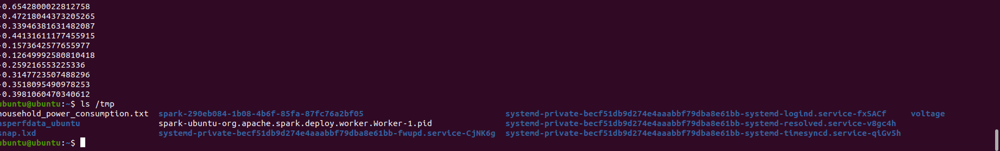 -0.6542800022812758
-0.47218044373205265
-0.33946381631482087
-0.44131611177455915
-0.1573642577655977
-0.12649992580810418
-0.259216553225336
-0.3147723507488296
-0.3518095490978253
-0.3981060470340612
ubuntu@ubuntu:~$ ls /tmp
household_power_consumption.txt  spark-290eb084-1b08-4b6f-85fa-87fc76a2bf05  systemd-private-becf51db9d274e4aaabbf79dba8e61bb-systemd-logind.service-fxSACf  voltage
hsperfdata_ubuntu  spark-ubuntu-org.apache.spark.deploy.worker.Worker-1.pid  systemd-private-becf51db9d274e4aaabbf79dba8e61bb-systemd-resolved.service-v8gc4h
snap.lxd  systemd-private-becf51db9d274e4aaabbf79dba8e61bb-fwupd.service-CjNK6g  systemd-private-becf51db9d274e4aaabbf79dba8e61bb-systemd-timesyncd.service-qiGv5h
ubuntu@ubuntu:~$